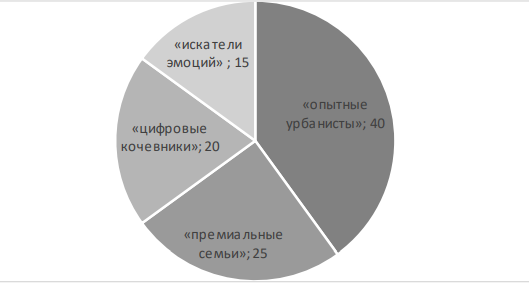 «искатели
эмоций» ; 15
«опытные
урбанисты»; 40
«цифровые
кочевники»; 20
«премиальные
семьи»; 25